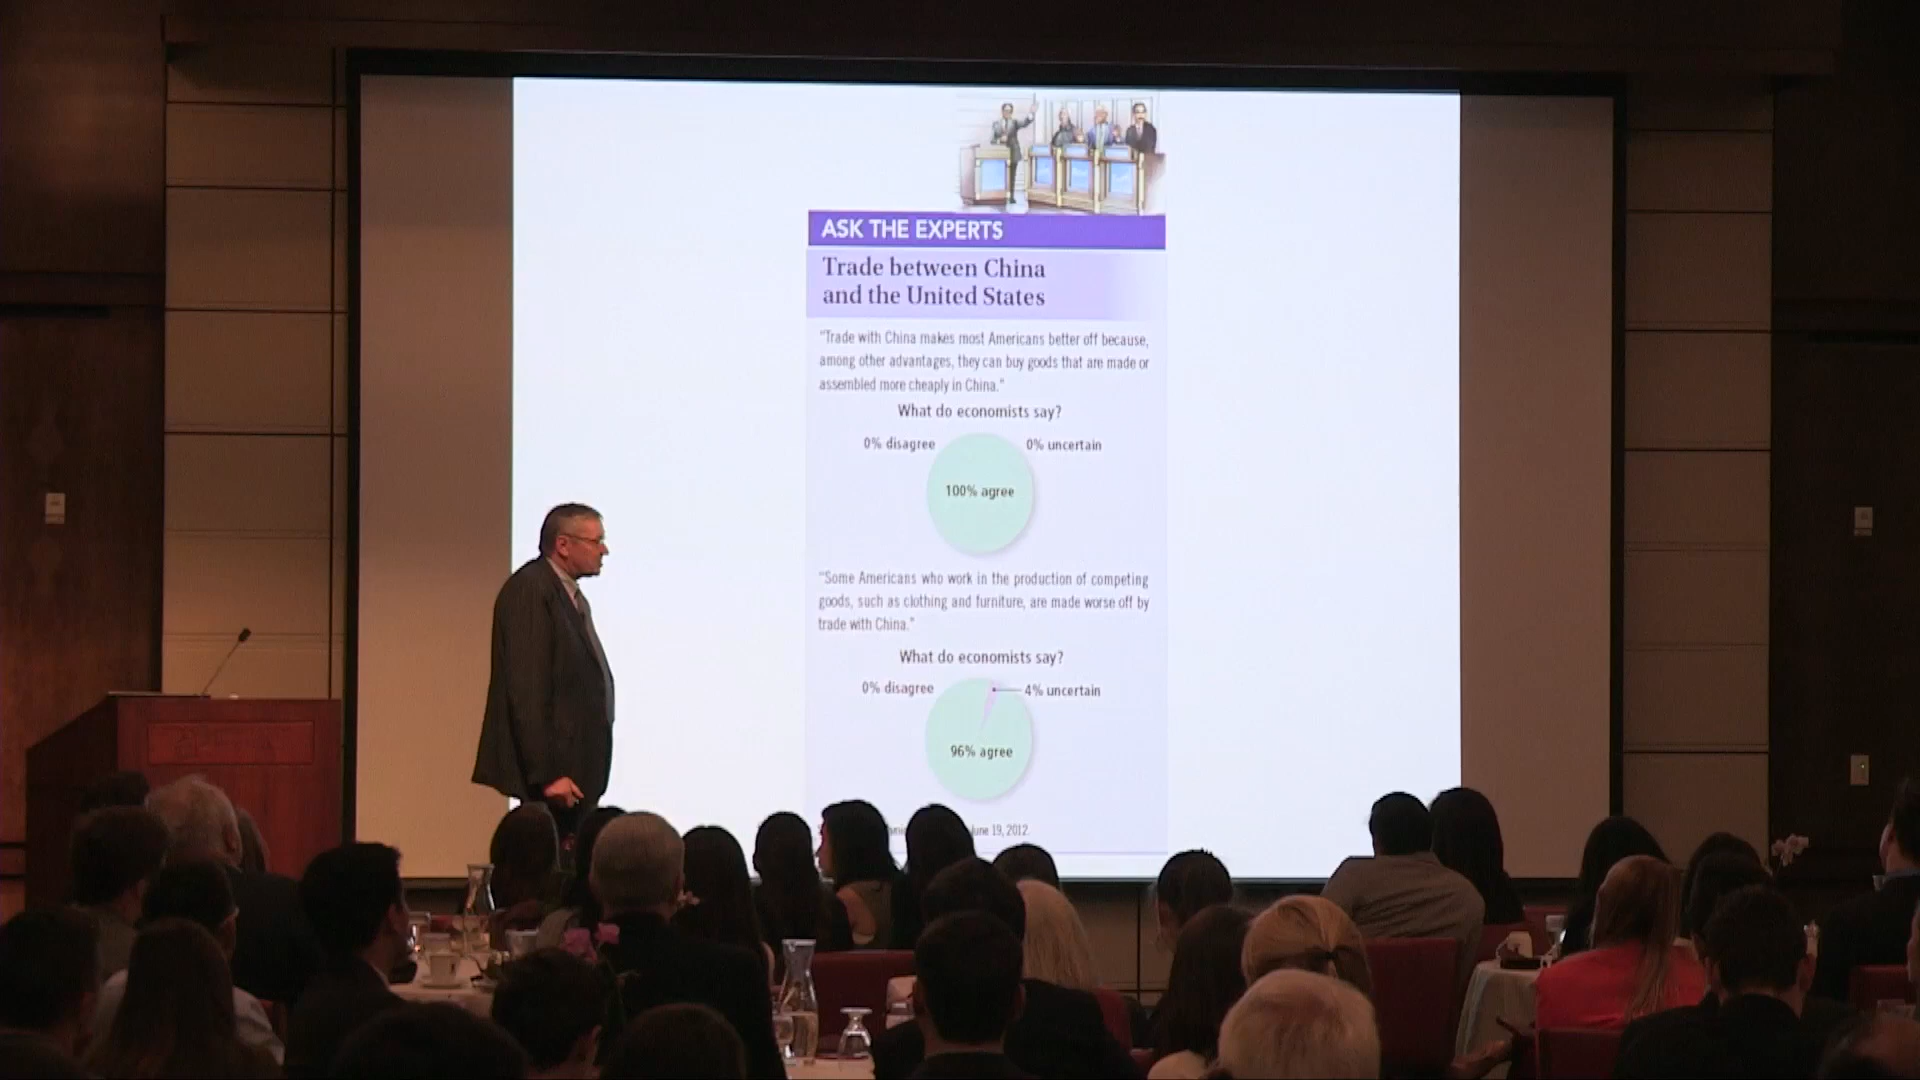 ASK THE EXPERTS
Trade between China
and the United States
"Trade with China makes most Americans better off because,
among other advantages, they can buy goods that are made or
assembled more cheaply in China."
What do economists say?
0% disagree
0% uncertain
100% agree
"Some Americans who work in the production of competing
goods, such as clothing and furniture, are made worse off by
trade with China."
What do economists say?
0% disagree
4% uncertain
96% agree
June 19, 2012.